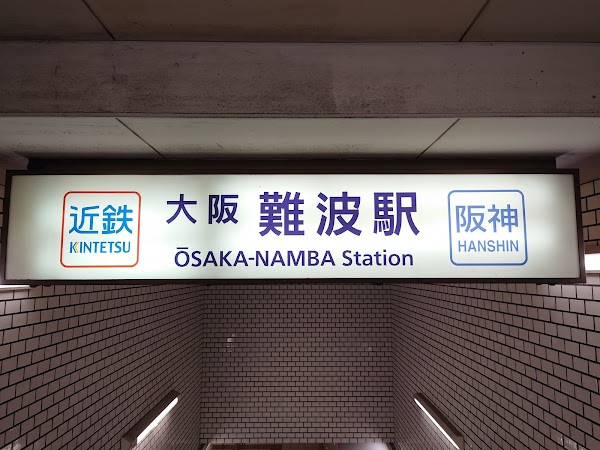 近鉄
KINTETSU
大阪 難波駅
ŌSAKA-NAMBA Station
阪神
HANSHIN